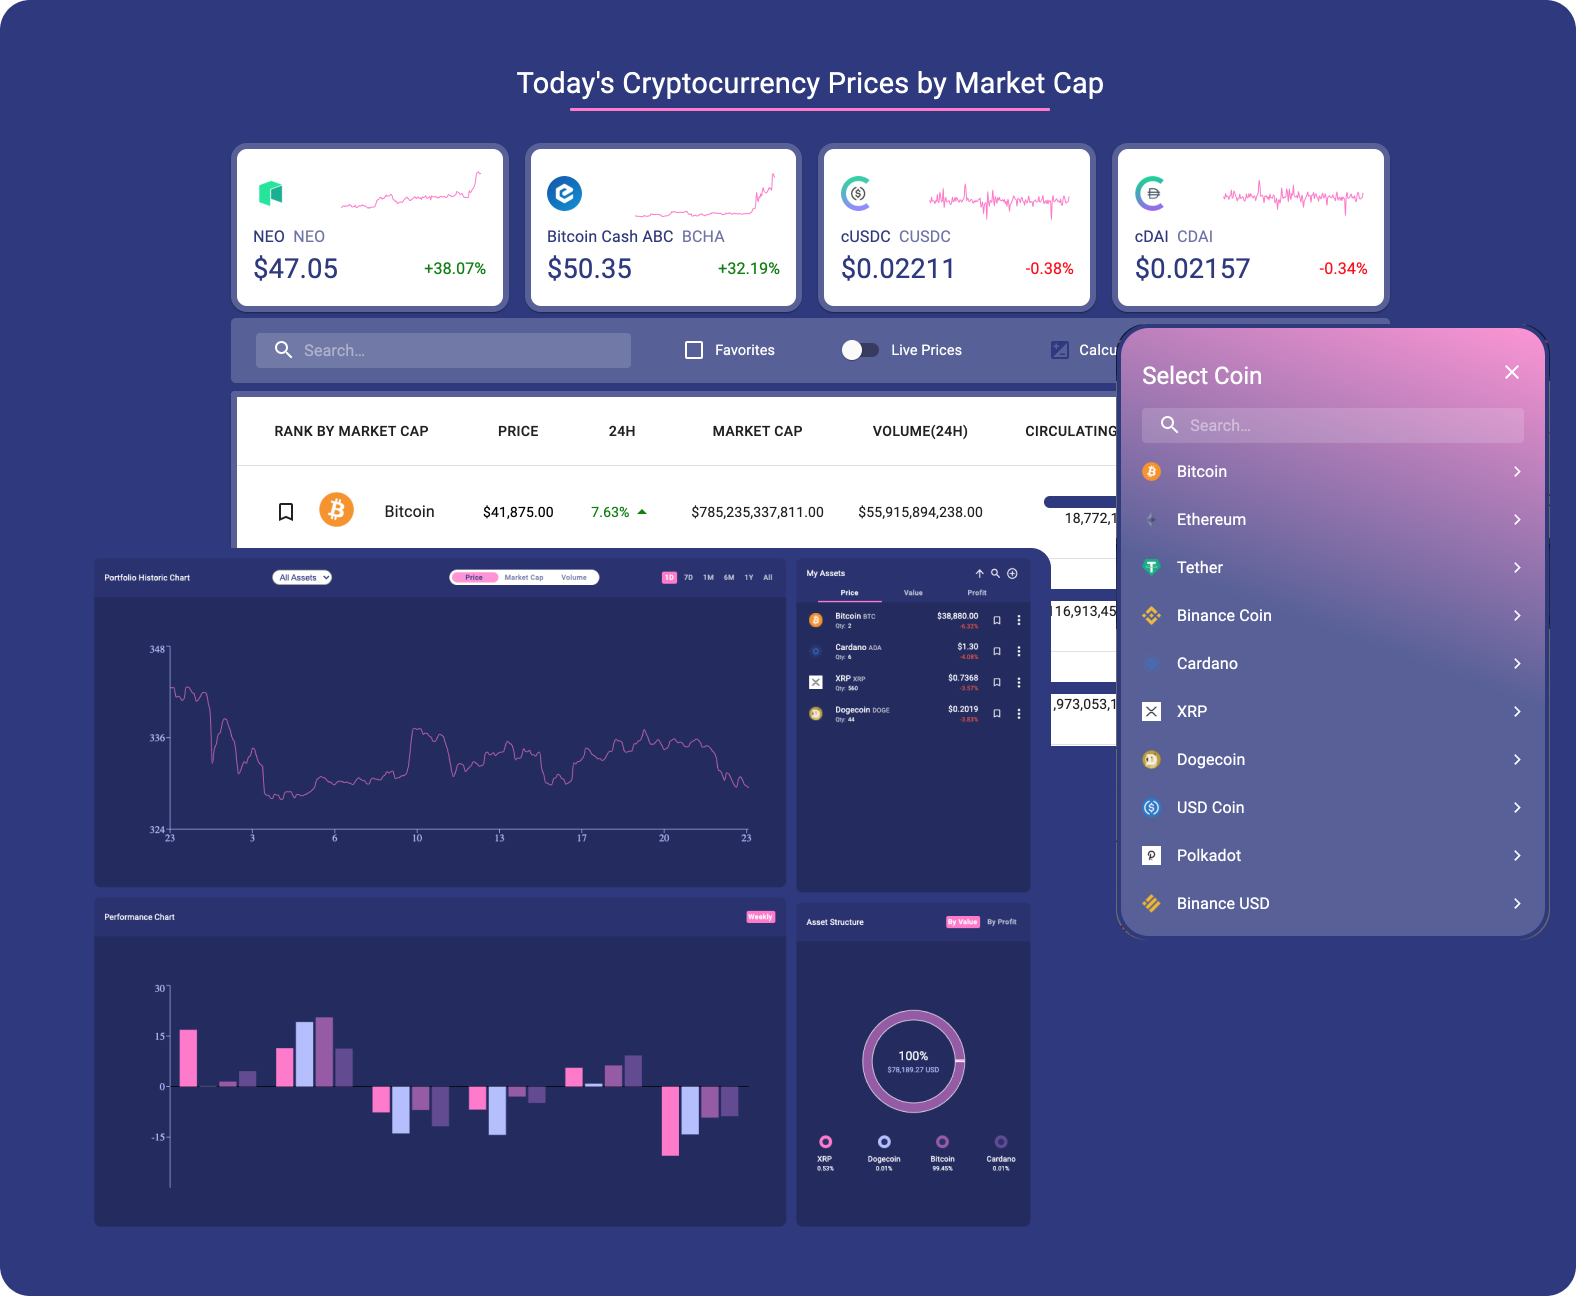 Today's Cryptocurrency Prices by Market Cap
NEO NEO
$47.05 +38.07%
Bitcoin Cash ABC BCHA
$50.35 +32.19%
cUSDC CUSDC
$0.02211 -0.38%
cDAI CDAI
$0.02157 -0.34%
Search...
Favorites
Live Prices
Calcu
RANK BY MARKET CAP PRICE 24H MARKET CAP VOLUME(24H) CIRCULATING
Bitcoin $41,875.00 7.63% $785,235,337,811.00 $55,915,894,238.00 18,772,1
116,913,45
,973,053,1
Select Coin
Search...
Bitcoin
Ethereum
Tether
Binance Coin
Cardano
XRP
Dogecoin
USD Coin
Polkadot
Binance USD
Portfolio Historic Chart
All Assets
Price Market Cap Volume
1D 7D 1M 6M 1Y All
348
336
324
23 3 6 10 13 17 20 23
My Assets
Price Value Profit
Bitcoin BTC $38,880.00
Qty: 2 -6.32%
Cardano ADA $1.30
Qty: 6 -4.08%
XRP XRP $0.7368
Qty: 560 -3.57%
Dogecoin DOGE $0.2019
Qty: 44 -3.83%
Performance Chart
Weekly
30
15
0
-15
Asset Structure
By Value By Profit
100%
$78,189.27 USD
XRP Dogecoin Bitcoin Cardano
0.53% 0.01% 99.45% 0.01%